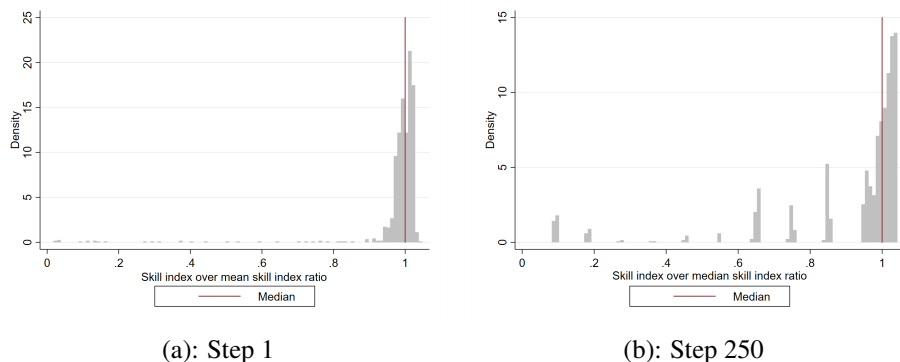 25
20
15
10
5
0
Density
0
.2
.4
.6
.8
1
Skill index over mean skill index ratio
Median
(a): Step 1
15
10
5
0
Density
0
.2
.4
.6
.8
1
Skill index over median skill index ratio
Median
(b): Step 250